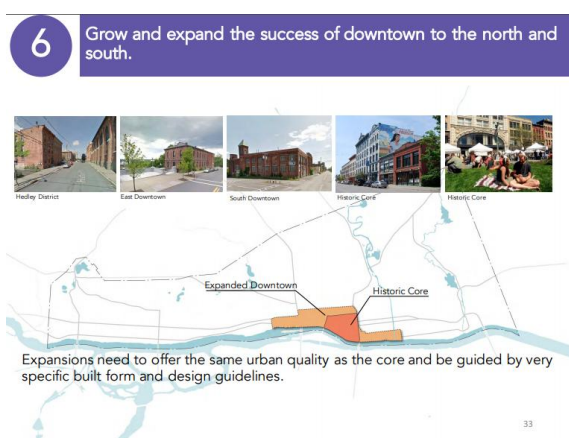 6
Grow and expand the success of downtown to the north and
south.
Hedley District
East Downtown
South Downtown
Historic Core
Historic Core
Expanded Downtown
Historic Core
Expansions need to offer the same urban quality as the core and be guided by very
specific built form and design guidelines.
33